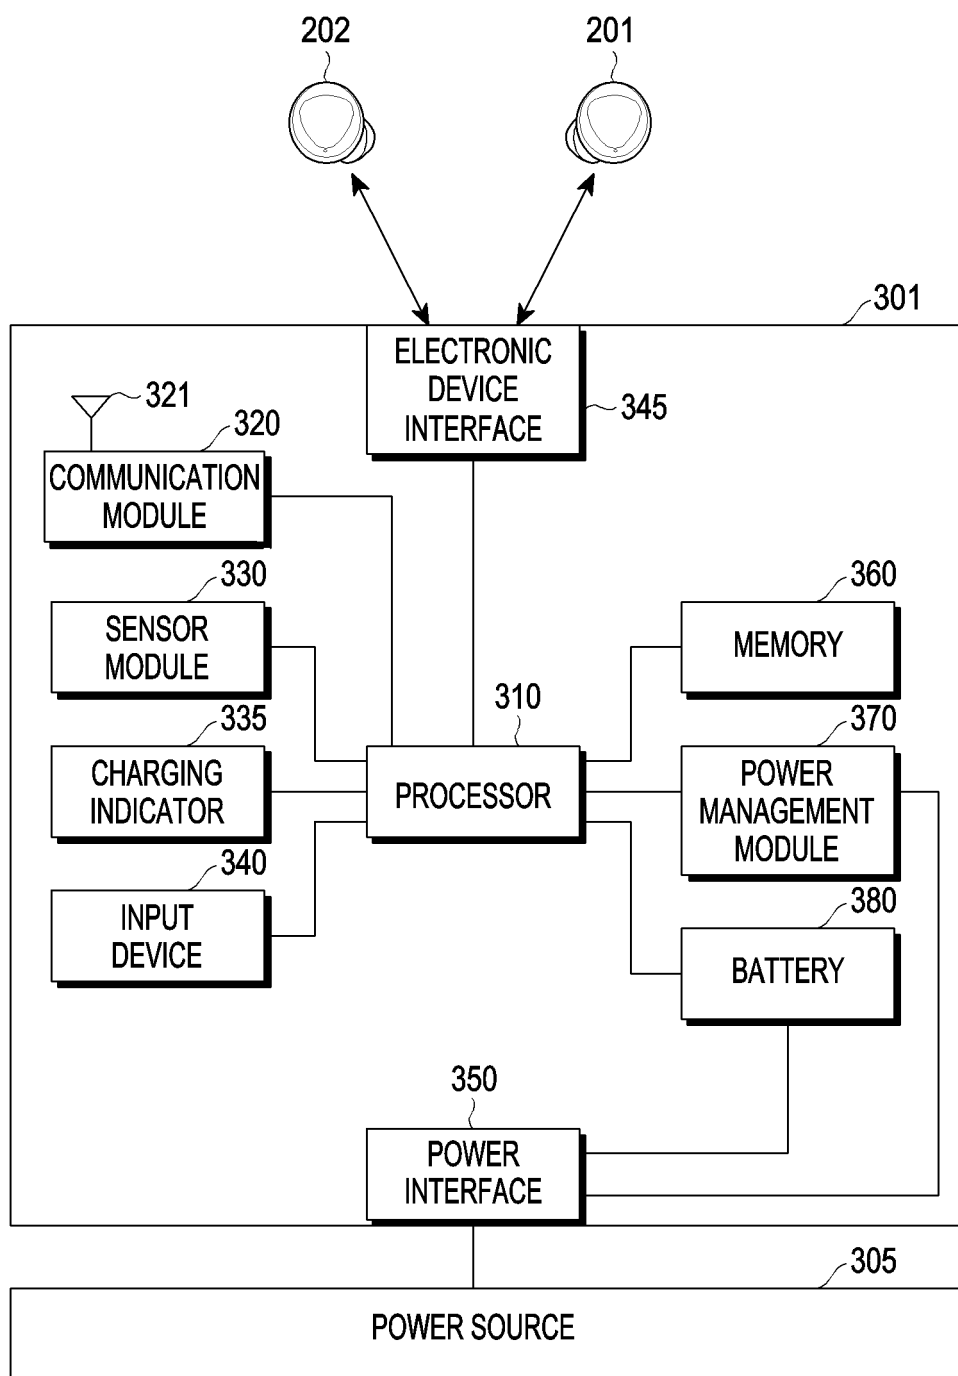 202
201
301
ELECTRONIC
DEVICE
INTERFACE
345
321
320
COMMUNICATION
MODULE
330
SENSOR
MODULE
360
MEMORY
310
PROCESSOR
335
CHARGING
INDICATOR
370
POWER
MANAGEMENT
MODULE
340
INPUT
DEVICE
380
BATTERY
350
POWER
INTERFACE
305
POWER SOURCE